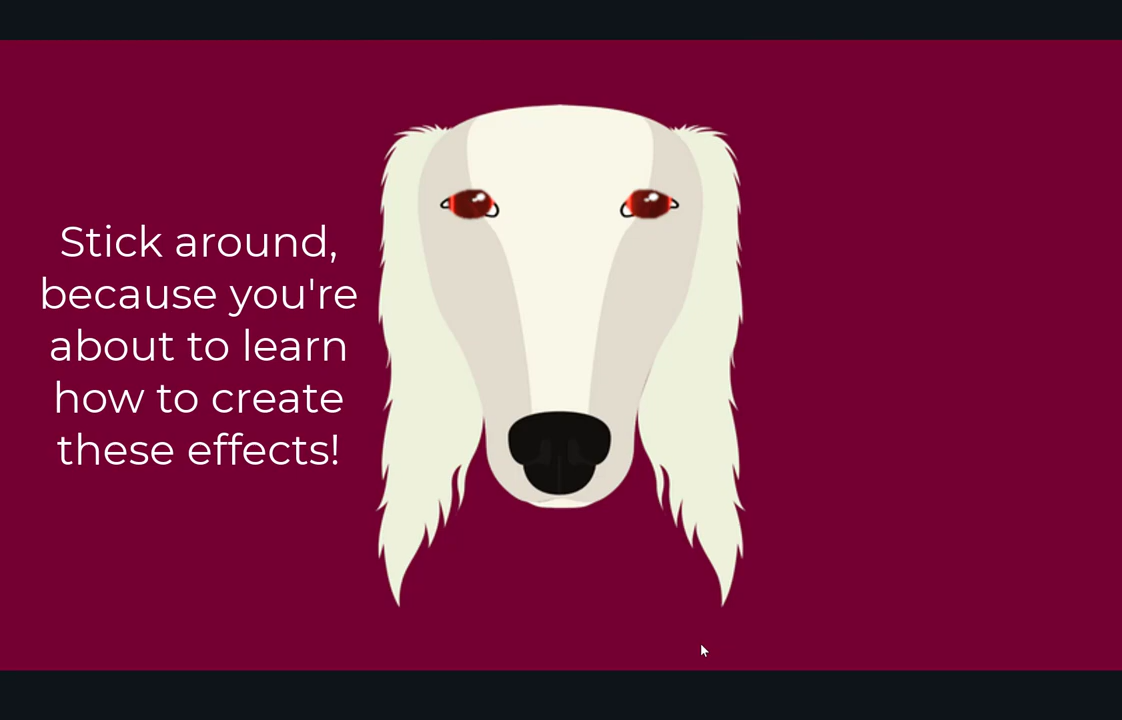 Stick around,
because you're
about to learn
how to create
these effects!